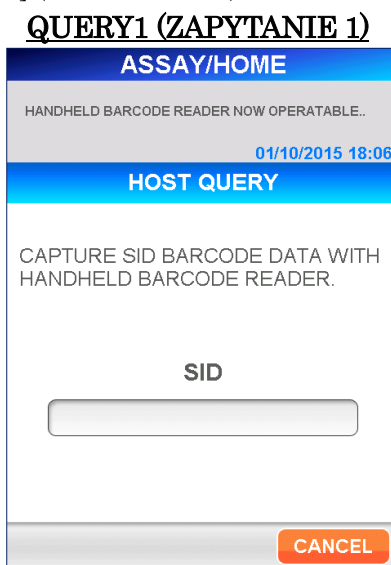 QUERY1 (ZAPYTANIE 1)
ASSAY/HOME
HANDHELD BARCODE READER NOW OPERATABLE..
01/10/2015 18:06
HOST QUERY
CAPTURE SID BARCODE DATA WITH
HANDHELD BARCODE READER.
SID
CANCEL